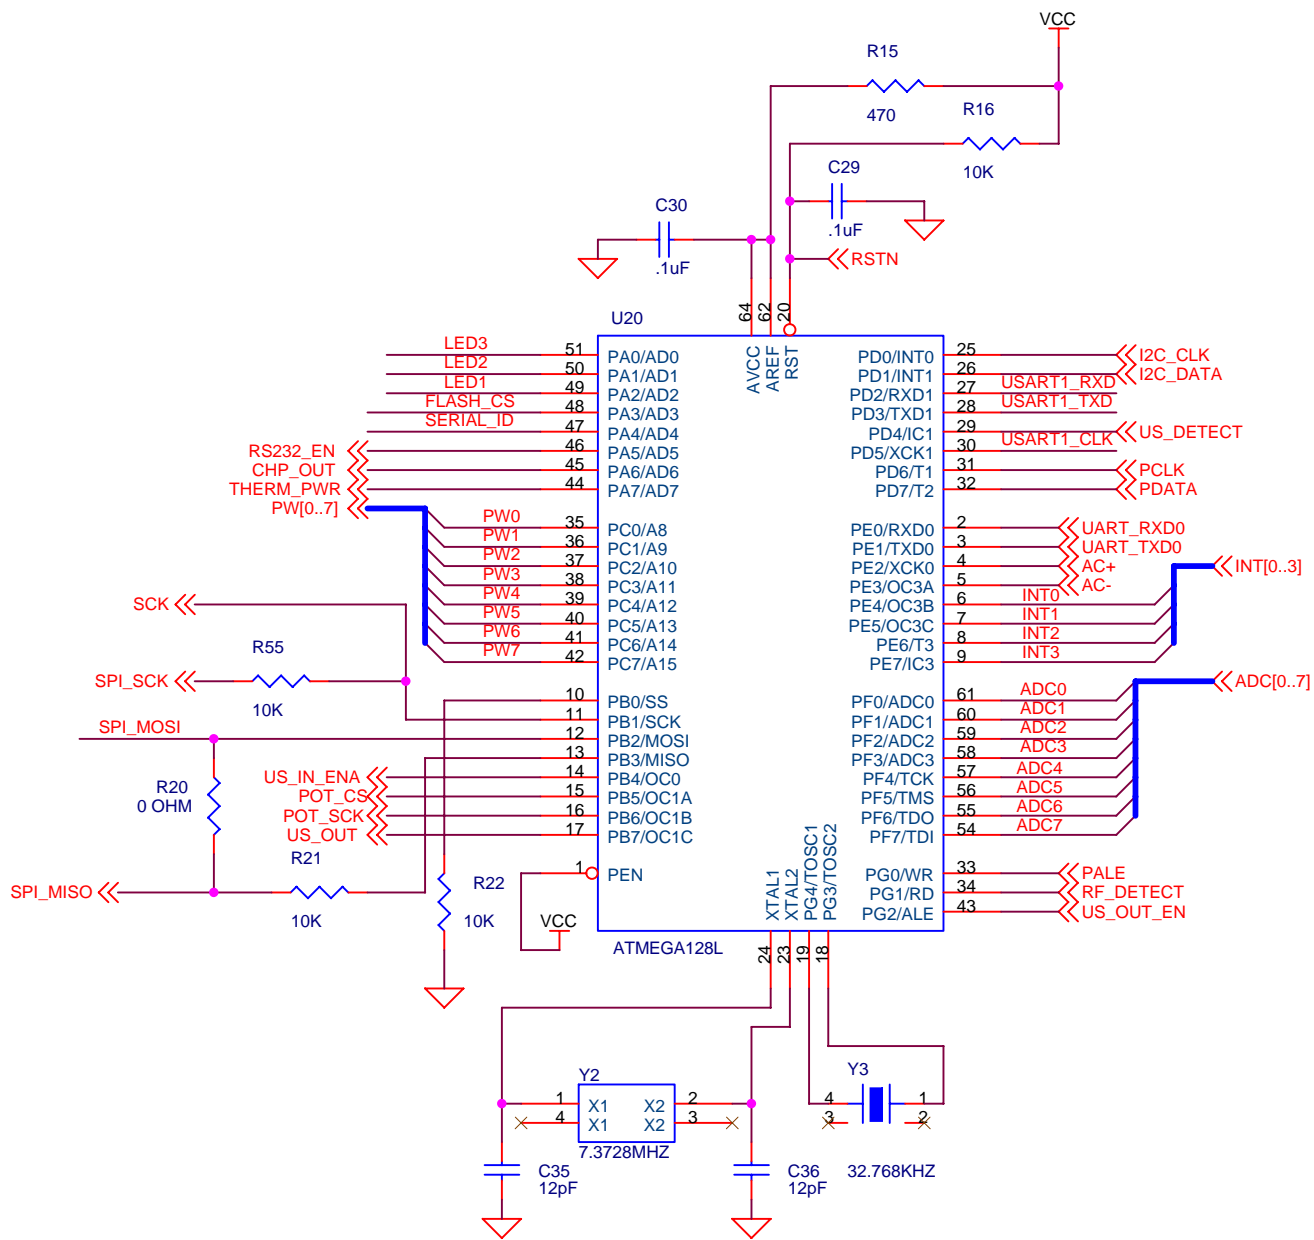 VCC
R15
470
R16
10K
C29
.1uF
C30
.1uF
RSTN
64
62
20
U20
AVCC
AREF
RST
LED3 51 PA0/AD0
LED2 50 PA1/AD1
LED1 49 PA2/AD2
FLASH_CS 48 PA3/AD3
SERIAL_ID 47 PA4/AD4
RS232_EN 46 PA5/AD5
CHP_OUT 45 PA6/AD6
THERM_PWR 44 PA7/AD7
PW[0..7]
PW0 35 PC0/A8
PW1 36 PC1/A9
PW2 37 PC2/A10
PW3 38 PC3/A11
PW4 39 PC4/A12
PW5 40 PC5/A13
PW6 41 PC6/A14
PW7 42 PC7/A15
SCK
R55
SPI_SCK
10K
10 PB0/SS
11 PB1/SCK
SPI_MOSI 12 PB2/MOSI
13 PB3/MISO
US_IN_ENA 14 PB4/OC0
POT_CS 15 PB5/OC1A
POT_SCK 16 PB6/OC1B
US_OUT 17 PB7/OC1C
R20
0 OHM
R21
10K
SPI_MISO
R22
10K
1 PEN
VCC
PD0/INT0 25 I2C_CLK
PD1/INT1 26 I2C_DATA
PD2/RXD1 27 USART1_RXD
PD3/TXD1 28 USART1_TXD
PD4/IC1 29 US_DETECT
PD5/XCK1 30 USART1_CLK
PD6/T1 31 PCLK
PD7/T2 32 PDATA
PE0/RXD0 2 UART_RXD0
PE1/TXD0 3 UART_TXD0
PE2/XCK0 4 AC+
PE3/OC3A 5 AC-
PE4/OC3B 6 INT0
PE5/OC3C 7 INT1
PE6/T3 8 INT2
PE7/IC3 9 INT3
INT[0..3]
PF0/ADC0 61 ADC0
PF1/ADC1 60 ADC1
PF2/ADC2 59 ADC2
PF3/ADC3 58 ADC3
PF4/TCK 57 ADC4
PF5/TMS 56 ADC5
PF6/TDO 55 ADC6
PF7/TDI 54 ADC7
ADC[0..7]
PG0/WR 33 PALE
PG1/RD 34 RF_DETECT
PG2/ALE 43 US_OUT_EN
XTAL1
XTAL2
PG4/TOSC1
PG3/TOSC2
ATMEGA128L
24
23
19
18
Y2
1 X1 X2 2
4 X1 X2 3
7.3728MHZ
Y3
4 1
3 2
32.768KHZ
C35
12pF
C36
12pF